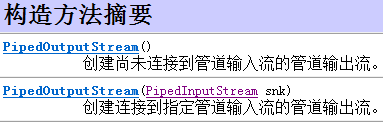 构造方法摘要
PipedOutputStream()
创建尚未连接到管道输入流的管道输出流。
PipedOutputStream(PipedInputStream snk)
创建连接到指定管道输入流的管道输出流。